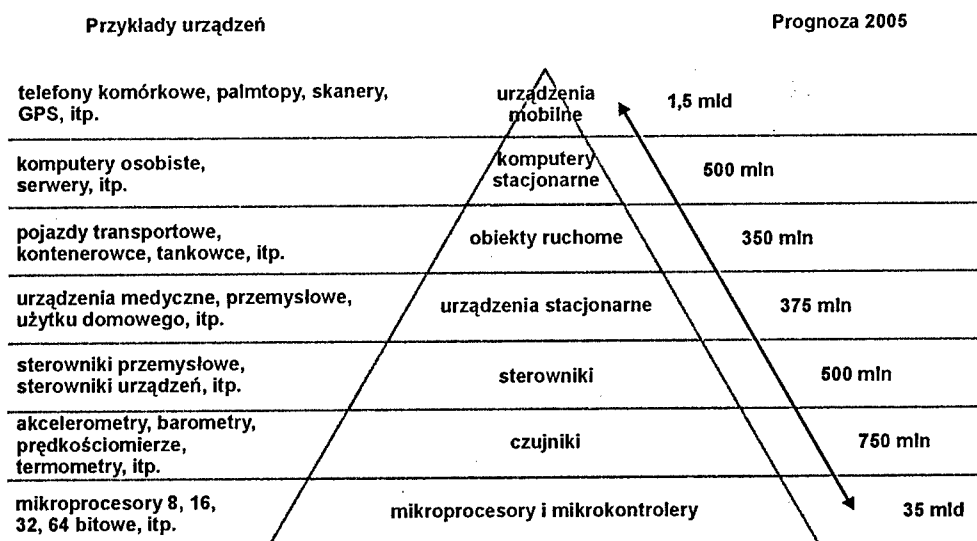 Przykłady urządzeń
Prognoza 2005
telefony komórkowe, palmtopy, skanery,
GPS, itp.
urządzenia
mobilne
1,5 mld
komputery osobiste,
serwery, itp.
komputery
stacjonarne
500 mln
pojazdy transportowe,
kontenerowce, tankowce, itp.
obiekty ruchome
350 mln
urządzenia medyczne, przemysłowe,
użytku domowego, itp.
urządzenia stacjonarne
375 mln
sterowniki przemysłowe,
sterowniki urządzeń, itp.
sterowniki
500 mln
akcelerometry, barometry,
prędkościomierze,
termometry, itp.
czujniki
750 mln
mikroprocesory 8, 16,
32, 64 bitowe, itp.
mikroprocesory i mikrokontrolery
35 mld